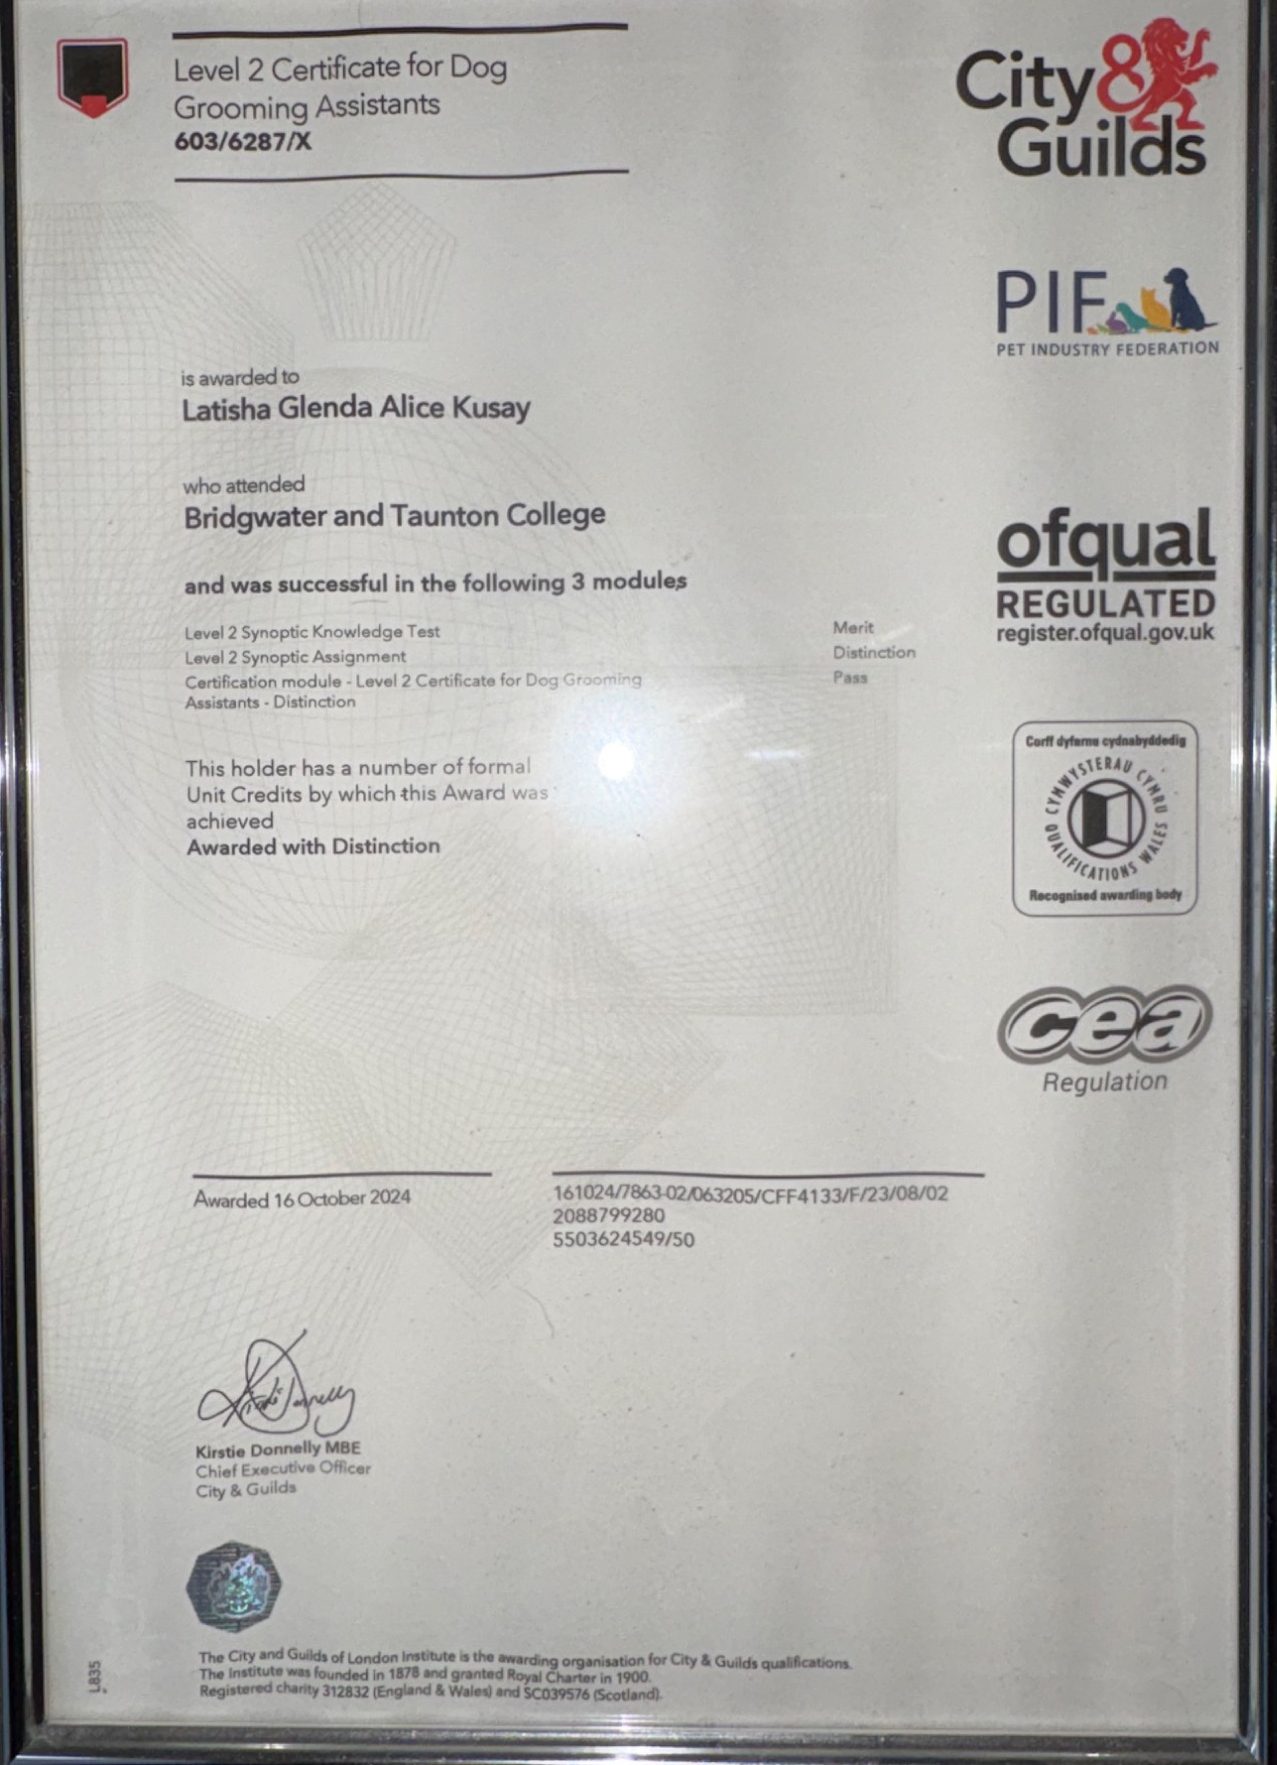 Level 2 Certificate for Dog
Grooming Assistants
603/6287/X
City&
Guilds
PIF
PET INDUSTRY FEDERATION
is awarded to
Latisha Glenda Alice Kusay
who attended
Bridgwater and Taunton College
and was successful in the following 3 modules
Level 2 Synoptic Knowledge Test Merit
Level 2 Synoptic Assignment Distinction
Certification module - Level 2 Certificate for Dog Grooming Pass
Assistants - Distinction
This holder has a number of formal
Unit Credits by which this Award was
achieved
Awarded with Distinction
ofqual
REGULATED
register.ofqual.gov.uk
Corff dyfarnu cydnabyddedig
CYMWYSTERAU CYMRU
QUALIFICATIONS WALES
Recognised awarding body
cea
Regulation
Awarded 16 October 2024
161024/7863-02/063205/CFF4133/F/23/08/02
2088799280
5503624549/50
Kirstie Donnelly
Kirstie Donnelly MBE
Chief Executive Officer
City & Guilds
The City and Guilds of London Institute is the awarding organisation for City & Guilds qualifications.
The Institute was founded in 1878 and granted Royal Charter in 1900.
Registered charity 312832 (England & Wales) and SC039576 (Scotland).
L835